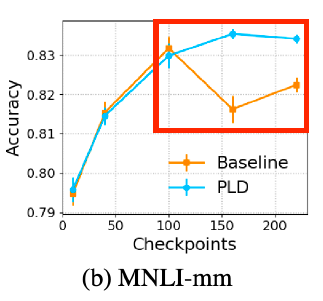 0.83
0.82
0.81
0.80
0.79
Accuracy
Baseline
PLD
0 50 100 150 200
Checkpoints
(b) MNLI-mm